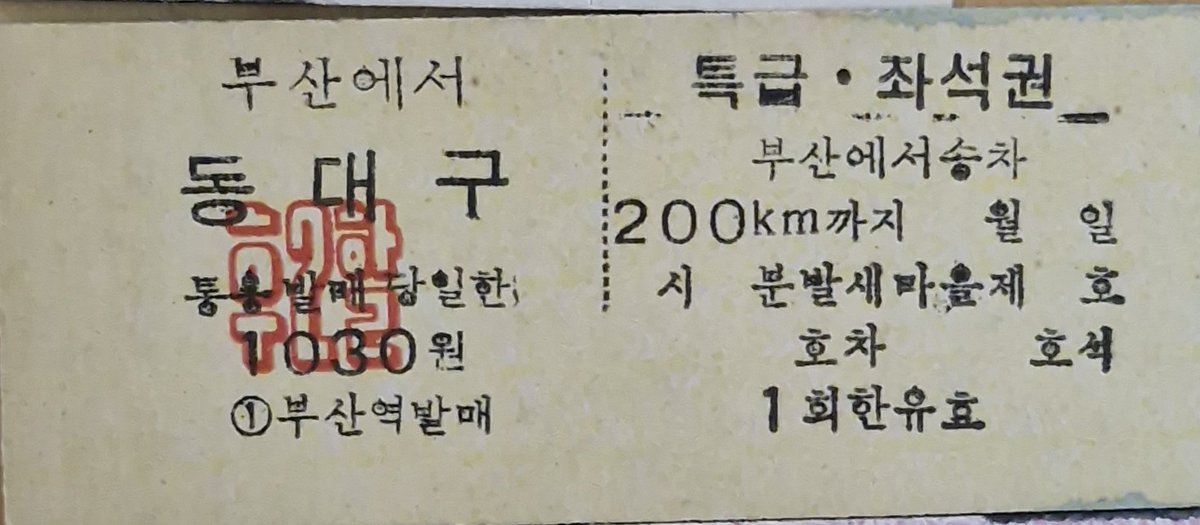 부산에서
동대구
통용발매당일한
1030원
①부산역발매
특급·좌석권
부산에서송차
200km까지 월 일
시 분발새마을제 호
호차 호석
1회한유효